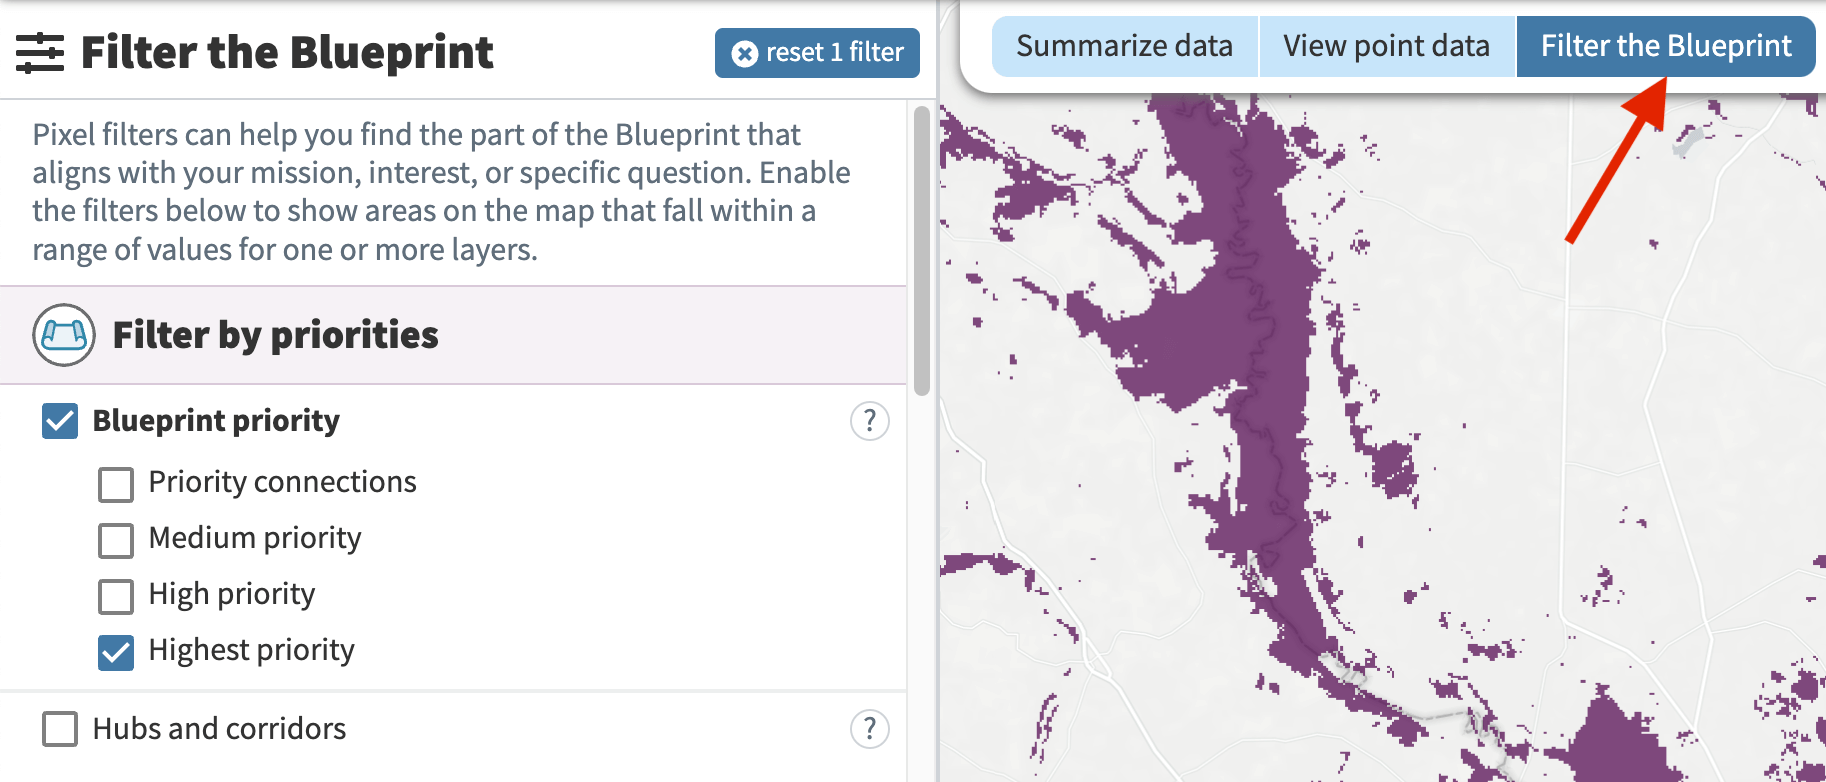 Filter the Blueprint
reset 1 filter
Summarize data
View point data
Filter the Blueprint
Pixel filters can help you find the part of the Blueprint that
aligns with your mission, interest, or specific question. Enable
the filters below to show areas on the map that fall within a
range of values for one or more layers.
Filter by priorities
Blueprint priority
?
Priority connections
Medium priority
High priority
Highest priority
Hubs and corridors
?